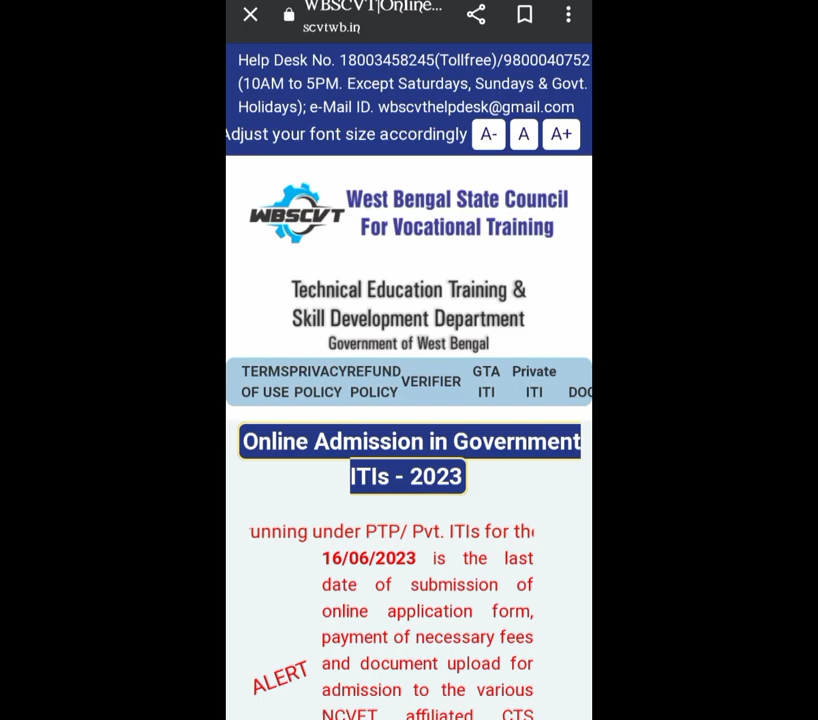 WBSCVT|Online...
scvtwb.in
Help Desk No. 18003458245(Tollfree)/9800040752
(10AM to 5PM. Except Saturdays, Sundays & Govt.
Holidays); e-Mail ID. wbscvthelpdesk@gmail.com
Adjust your font size accordingly A- A A+
WBSCVT West Bengal State Council
For Vocational Training
Technical Education Training &
Skill Development Department
Government of West Bengal
TERMS PRIVACY REFUND VERIFIER GTA Private
OF USE POLICY POLICY ITI ITI DOC
Online Admission in Government
ITIs - 2023
unning under PTP/ Pvt. ITIs for the
16/06/2023 is the last
date of submission of
online application form,
payment of necessary fees
and document upload for
ALERT
admission to the various
NCVET affiliated CTS